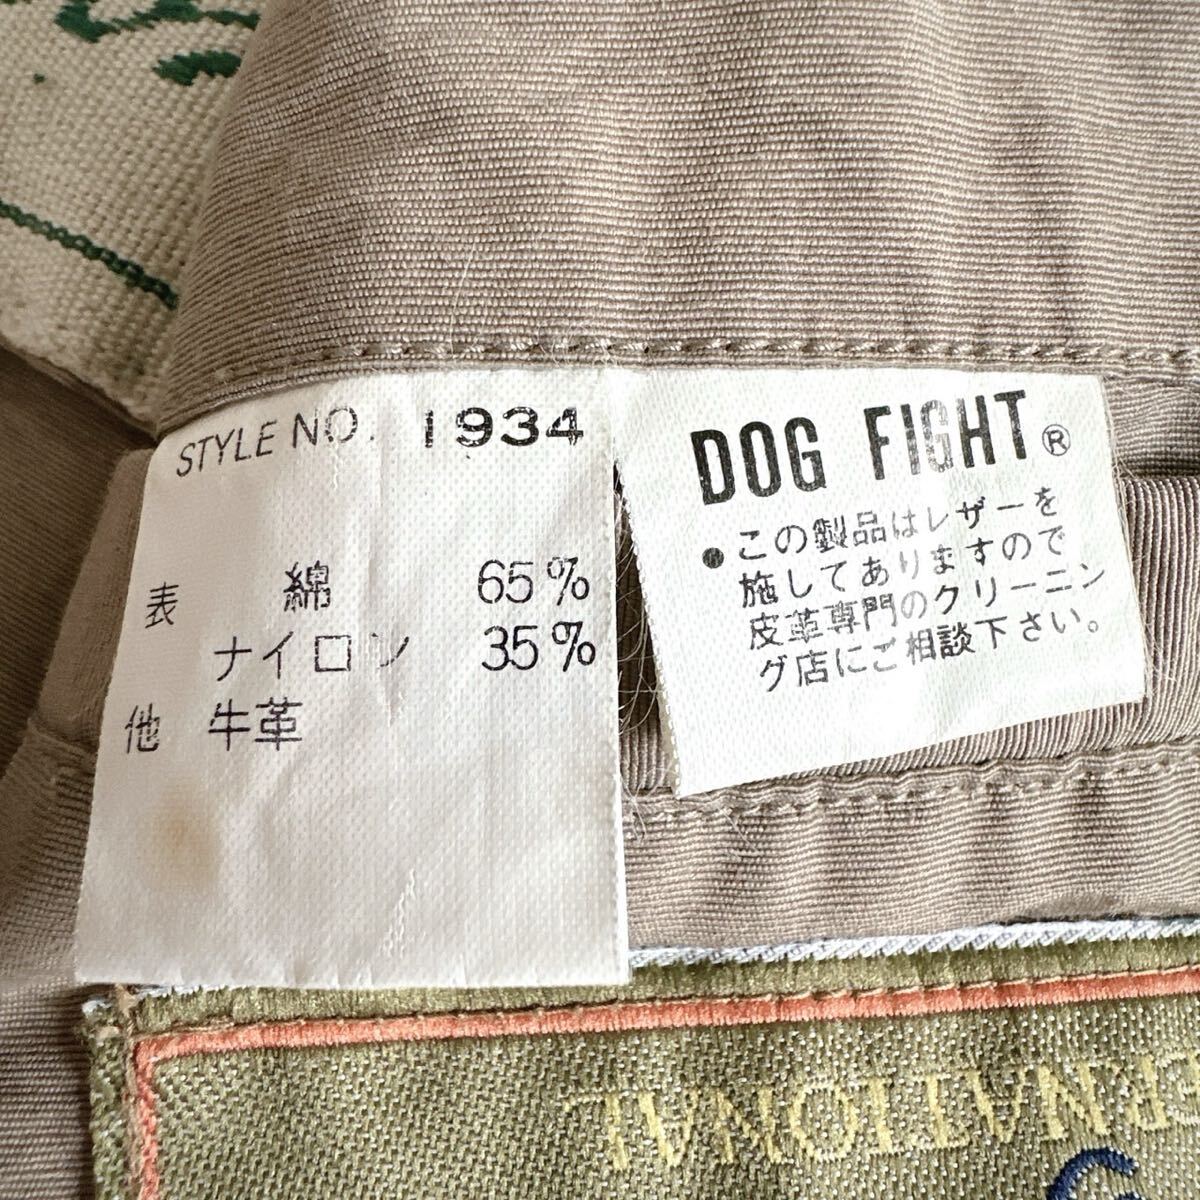 STYLE NO. 1934
表 綿 65%
ナイロン 35%
他 牛革
DOG FIGHT®
● この製品はレザーを
施してありますので
皮革専門のクリーニン
グ店にご相談下さい。